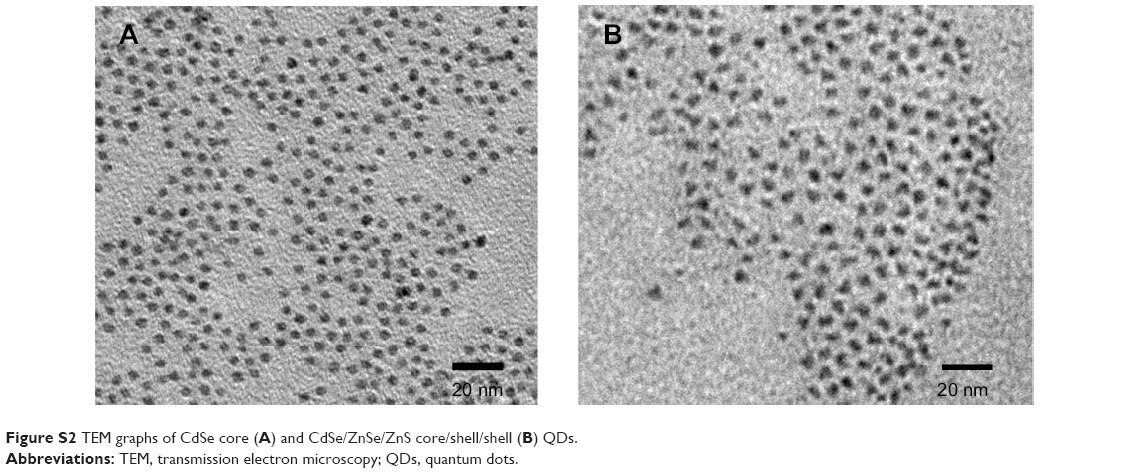 A
B
20 nm
20 nm
Figure S2 TEM graphs of CdSe core (A) and CdSe/ZnSe/ZnS core/shell/shell (B) QDs.
Abbreviations: TEM, transmission electron microscopy; QDs, quantum dots.